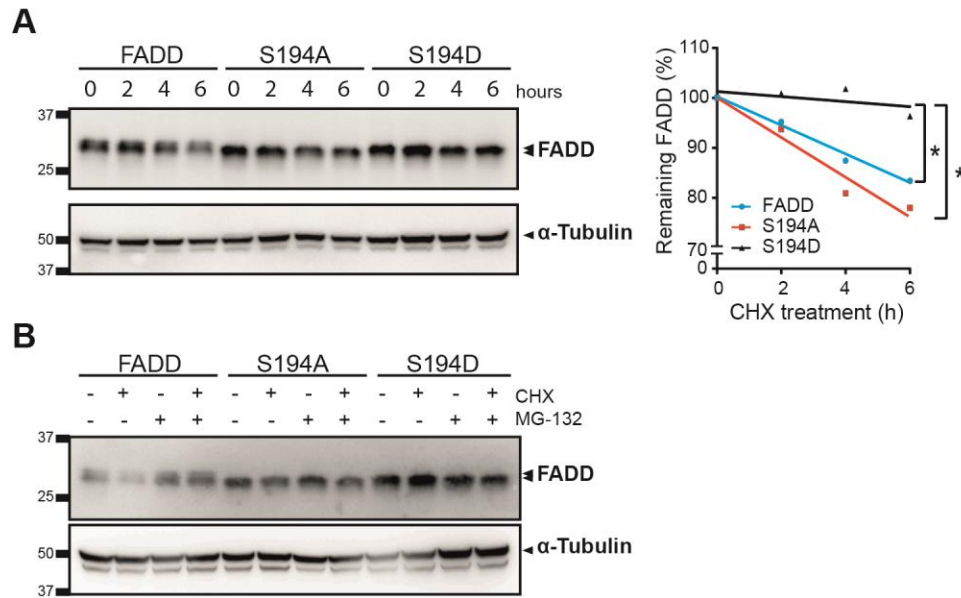 A
FADD S194A S194D
0 2 4 6 0 2 4 6 0 2 4 6 hours
37
25
FADD
50
37
α-Tubulin
Remaining FADD (%)
110
100
90
80
70
0
FADD
S194A
S194D
*
*
0 2 4 6
CHX treatment (h)
B
FADD S194A S194D
- + - + - + - + - + - + CHX
- - + + - - + + - - + + MG-132
37
25
FADD
50
37
α-Tubulin